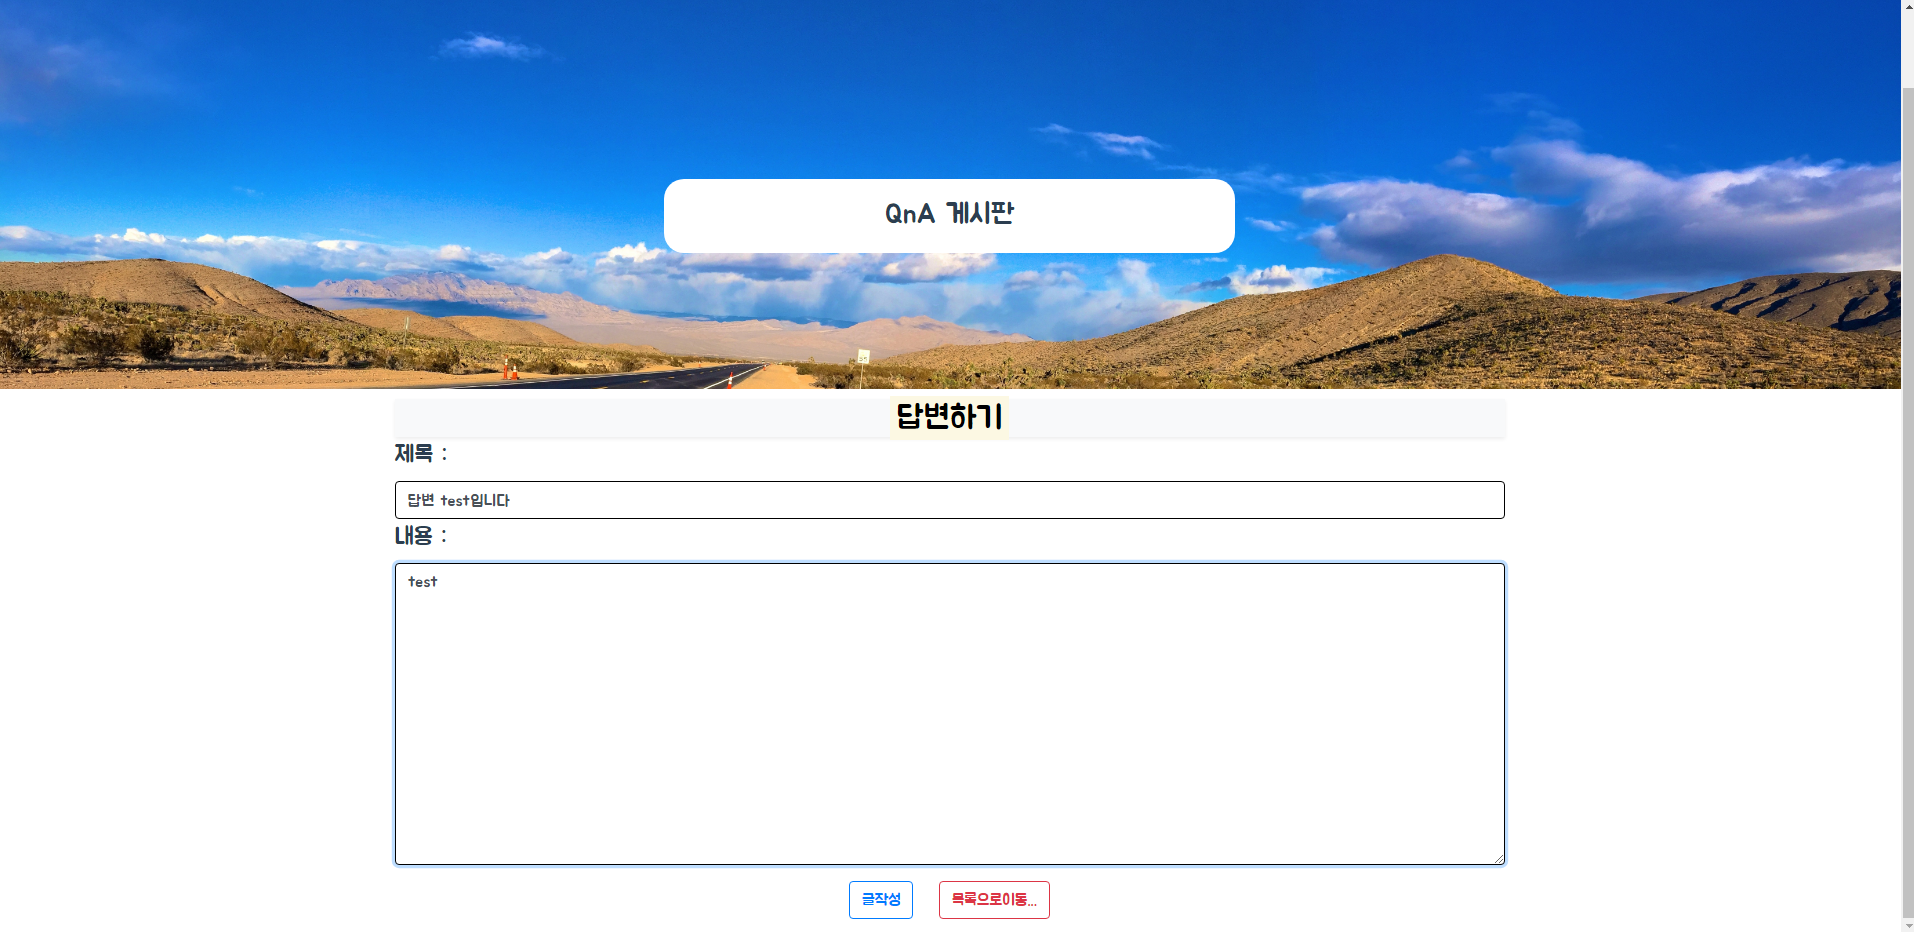 QnA 게시판
답변하기
제목 :
답변 test입니다
내용 :
test
글작성
목록으로이동...